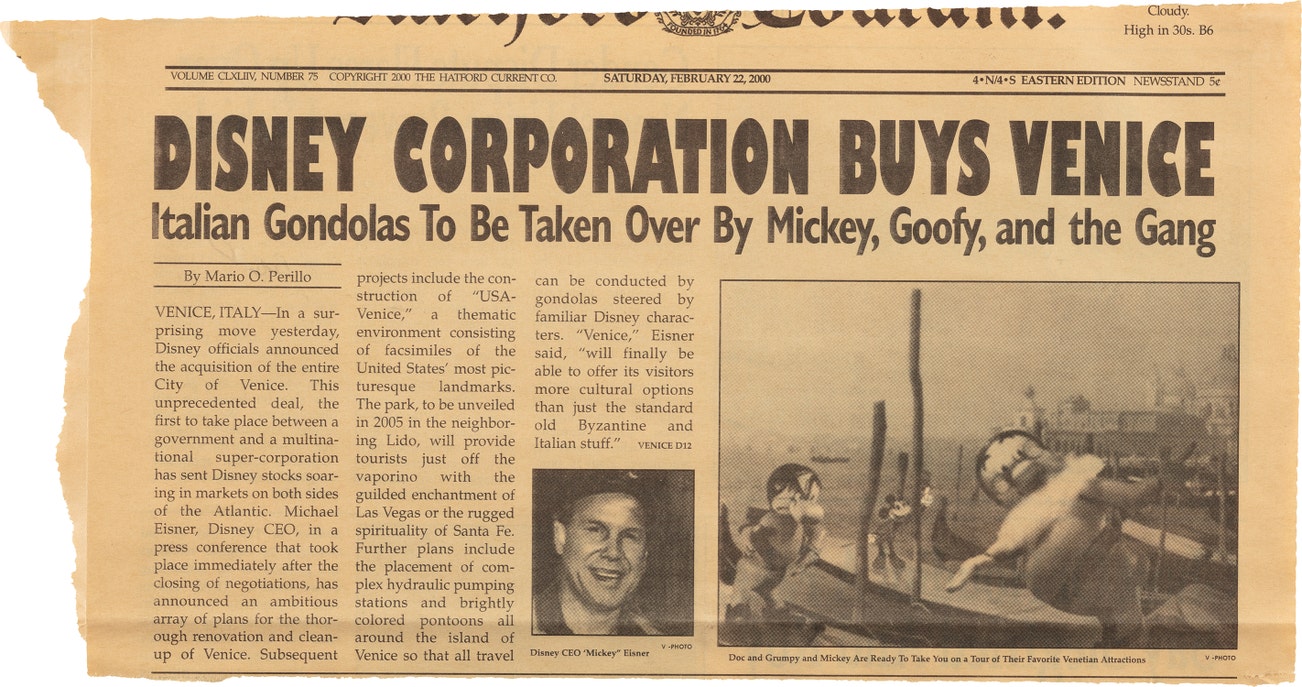 Courant.
FOUNDED IN 1764
Cloudy.
High in 30s. B6
VOLUME CLXLIIV, NUMBER 75 COPYRIGHT 2000 THE HATFORD CURRENT CO. SATURDAY, FEBRUARY 22, 2000 4•N/4•S EASTERN EDITION NEWSSTAND 5¢
DISNEY CORPORATION BUYS VENICE
Italian Gondolas To Be Taken Over By Mickey, Goofy, and the Gang
By Mario O. Perillo
VENICE, ITALY—In a sur-
prising move yesterday,
Disney officials announced
the acquisition of the entire
City of Venice. This
unprecedented deal, the
first to take place between a
government and a multina-
tional super-corporation
has sent Disney stocks soar-
ing in markets on both sides
of the Atlantic. Michael
Eisner, Disney CEO, in a
press conference that took
place immediately after the
closing of negotiations, has
announced an ambitious
array of plans for the thor-
ough renovation and clean-
up of Venice. Subsequent
projects include the con-
struction of "USA-
Venice," a thematic
environment consisting
of facsimiles of the
United States' most pic-
turesque landmarks.
The park, to be unveiled
in 2005 in the neighbor-
ing Lido, will provide
tourists just off the
vaporino with the
guilded enchantment of
Las Vegas or the rugged
spirituality of Santa Fe.
Further plans include
the placement of com-
plex hydraulic pumping
stations and brightly
colored pontoons all
around the island of
Venice so that all travel
can be conducted by
gondolas steered by
familiar Disney charac-
ters. "Venice," Eisner
said, "will finally be
able to offer its visitors
more cultural options
than just the standard
old Byzantine and
Italian stuff." VENICE D12
V -PHOTO
Disney CEO 'Mickey" Eisner
Doc and Grumpy and Mickey Are Ready To Take You on a Tour of Their Favorite Venetian Attractions
V -PHOTO